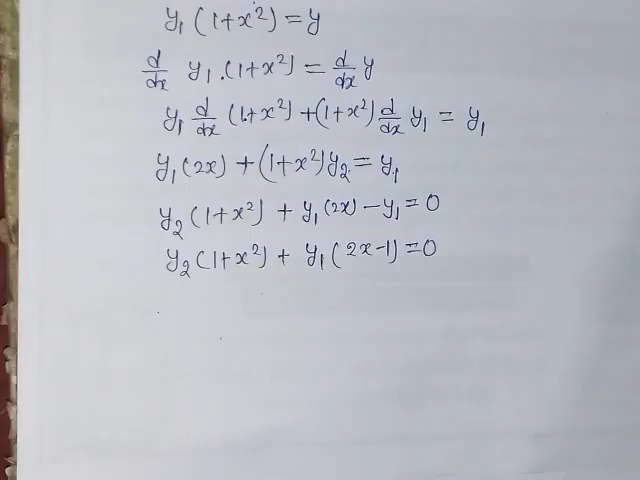 y₁(1+x²)=y
d/dx y₁.(1+x²)=d/dx y
y₁ d/dx (1+x²)+(1+x²) d/dx y₁ = y₁
y₁(2x)+(1+x²)y₂=y₁
y₂(1+x²)+y₁(2x)-y₁=0
y₂(1+x²)+ y₁(2x-1)=0